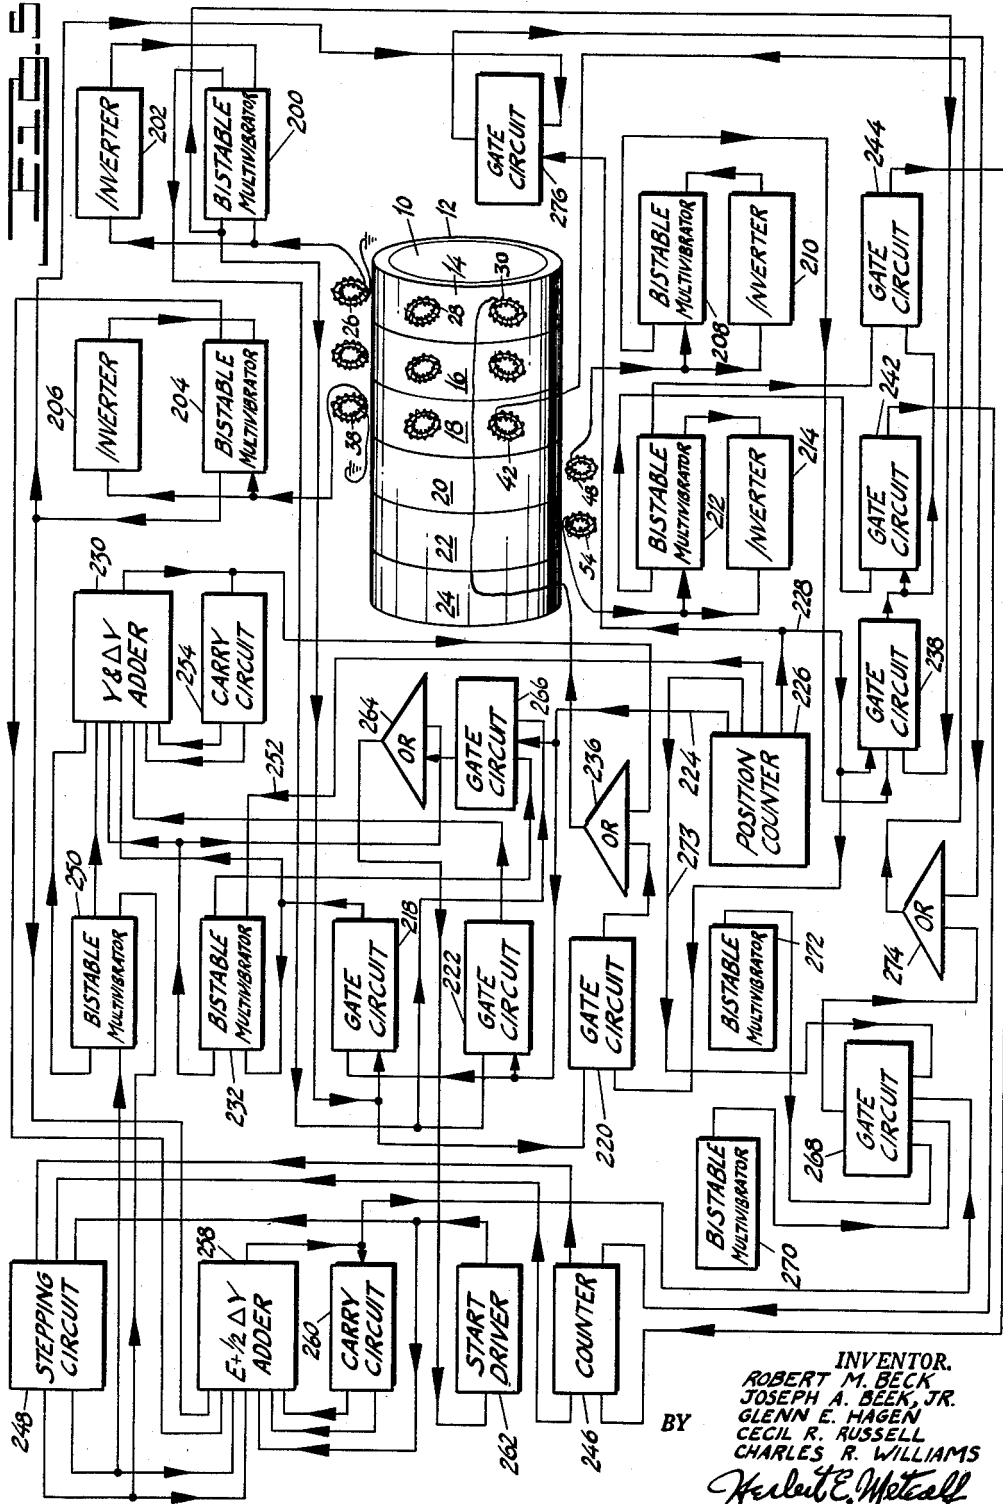 248
STEPPING
CIRCUIT
250
BISTABLE
MULTIVIBRATOR
230
Y & ΔY
ADDER
206
INVERTER
202
INVERTER
258
E+1/2 ΔY
ADDER
232
BISTABLE
MULTIVIBRATOR
254
CARRY
CIRCUIT
204
BISTABLE
MULTIVIBRATOR
200
BISTABLE
MULTIVIBRATOR
252
260
CARRY
CIRCUIT
218
GATE
CIRCUIT
264
OR
38
26
262
START
DRIVER
222
GATE
CIRCUIT
266
GATE
CIRCUIT
24
22
20
18
16
14
10
12
28
30
42
276
GATE
CIRCUIT
246
COUNTER
220
GATE
CIRCUIT
236
OR
54
48
212
BISTABLE
MULTIVIBRATOR
208
BISTABLE
MULTIVIBRATOR
214
INVERTER
210
INVERTER
270
BISTABLE
MULTIVIBRATOR
272
BISTABLE
MULTIVIBRATOR
273
224
226
228
POSITION
COUNTER
268
GATE
CIRCUIT
274
OR
238
GATE
CIRCUIT
242
GATE
CIRCUIT
244
GATE
CIRCUIT
INVENTOR.
ROBERT M. BECK
JOSEPH A. BEEK, JR.
GLENN E. HAGEN
CECIL R. RUSSELL
CHARLES R. WILLIAMS
BY
Herbert E. Metcalf